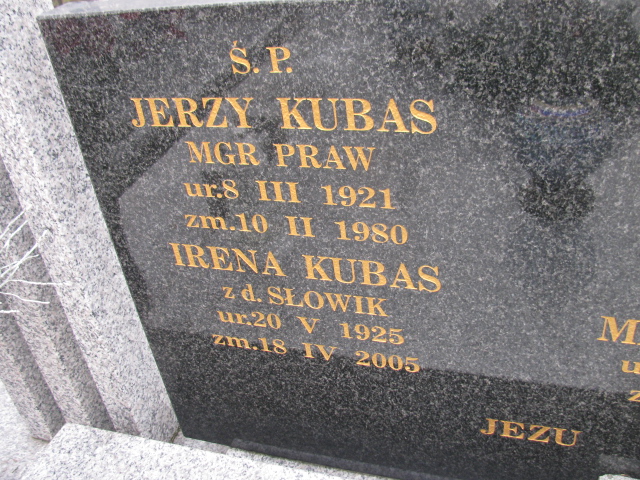 Ś. P.
JERZY KUBAS
MGR PRAW
ur.8 III 1921
zm.10 II 1980
IRENA KUBAS
z d. SŁOWIK
ur.20 V 1925
zm.18 IV 2005
JEZU